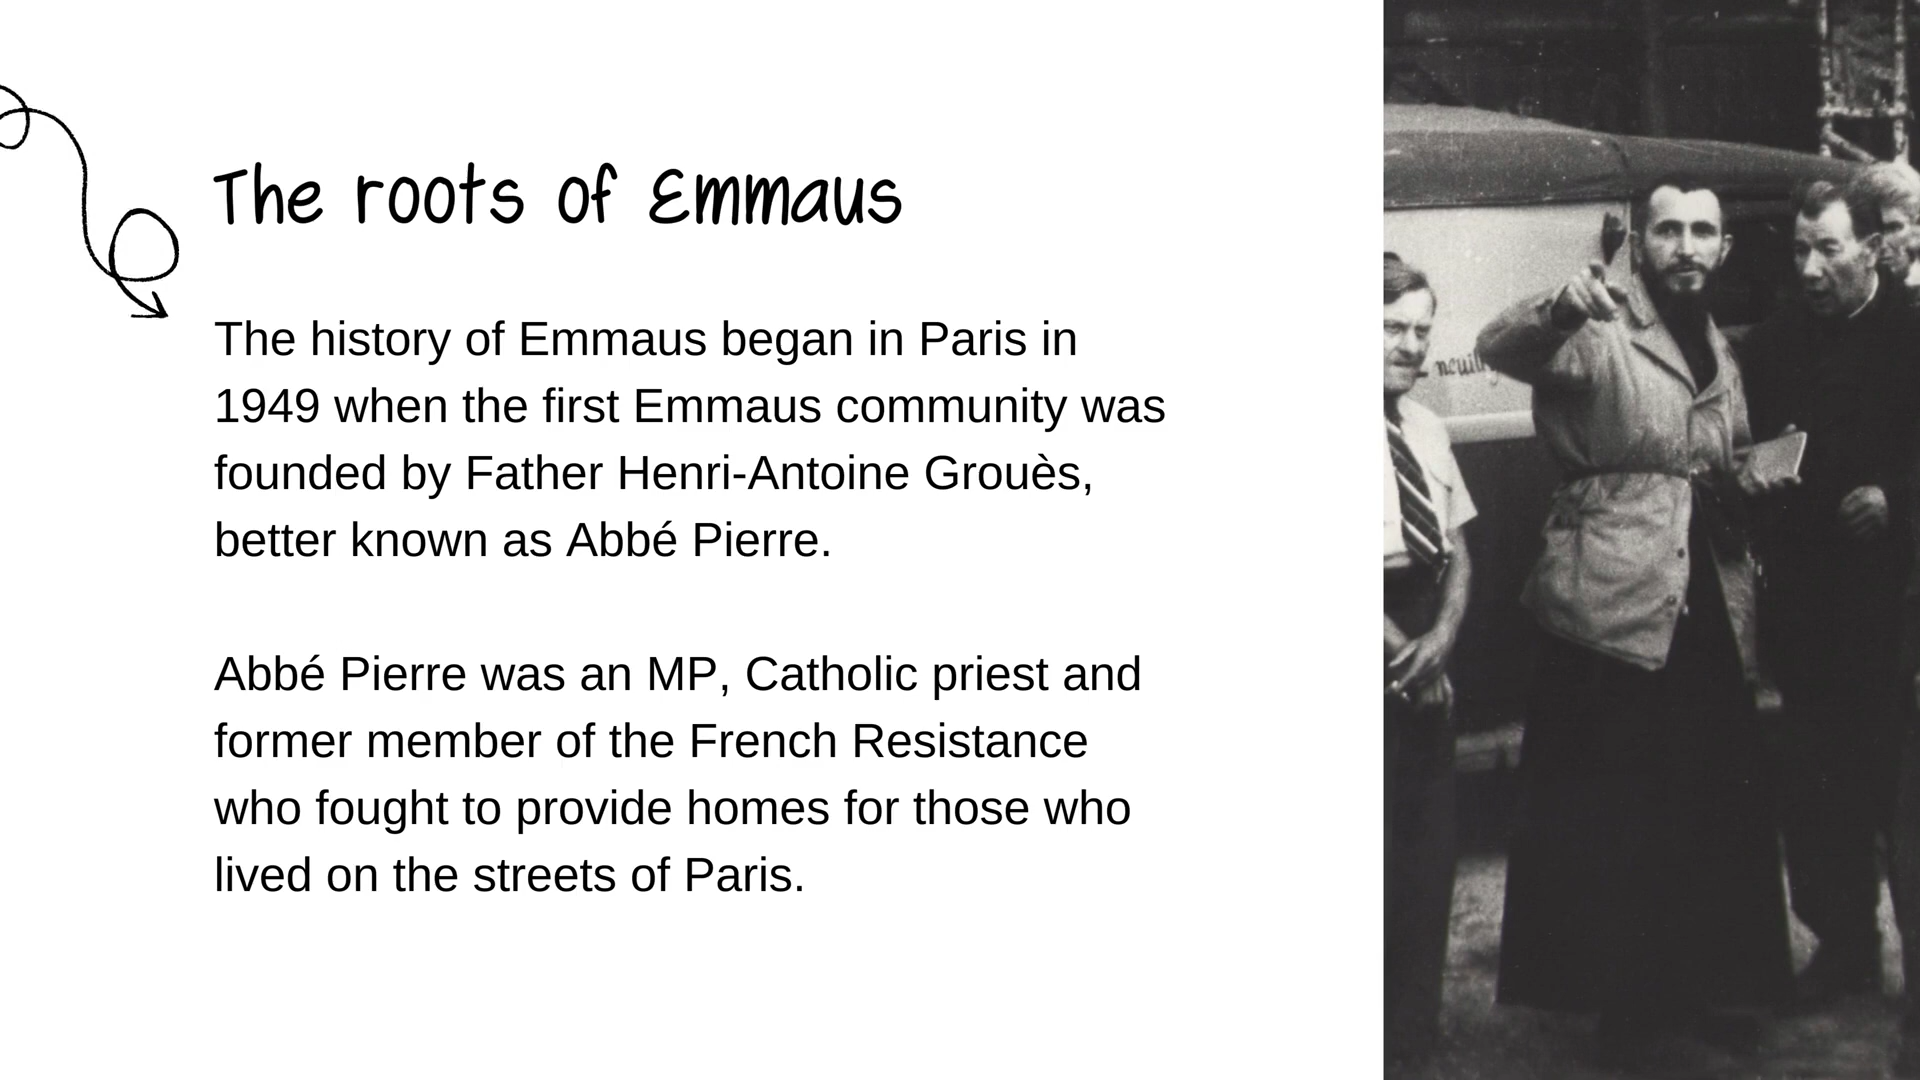 The roots of Emmaus
The history of Emmaus began in Paris in
1949 when the first Emmaus community was
founded by Father Henri-Antoine Grouès,
better known as Abbé Pierre.
Abbé Pierre was an MP, Catholic priest and
former member of the French Resistance
who fought to provide homes for those who
lived on the streets of Paris.